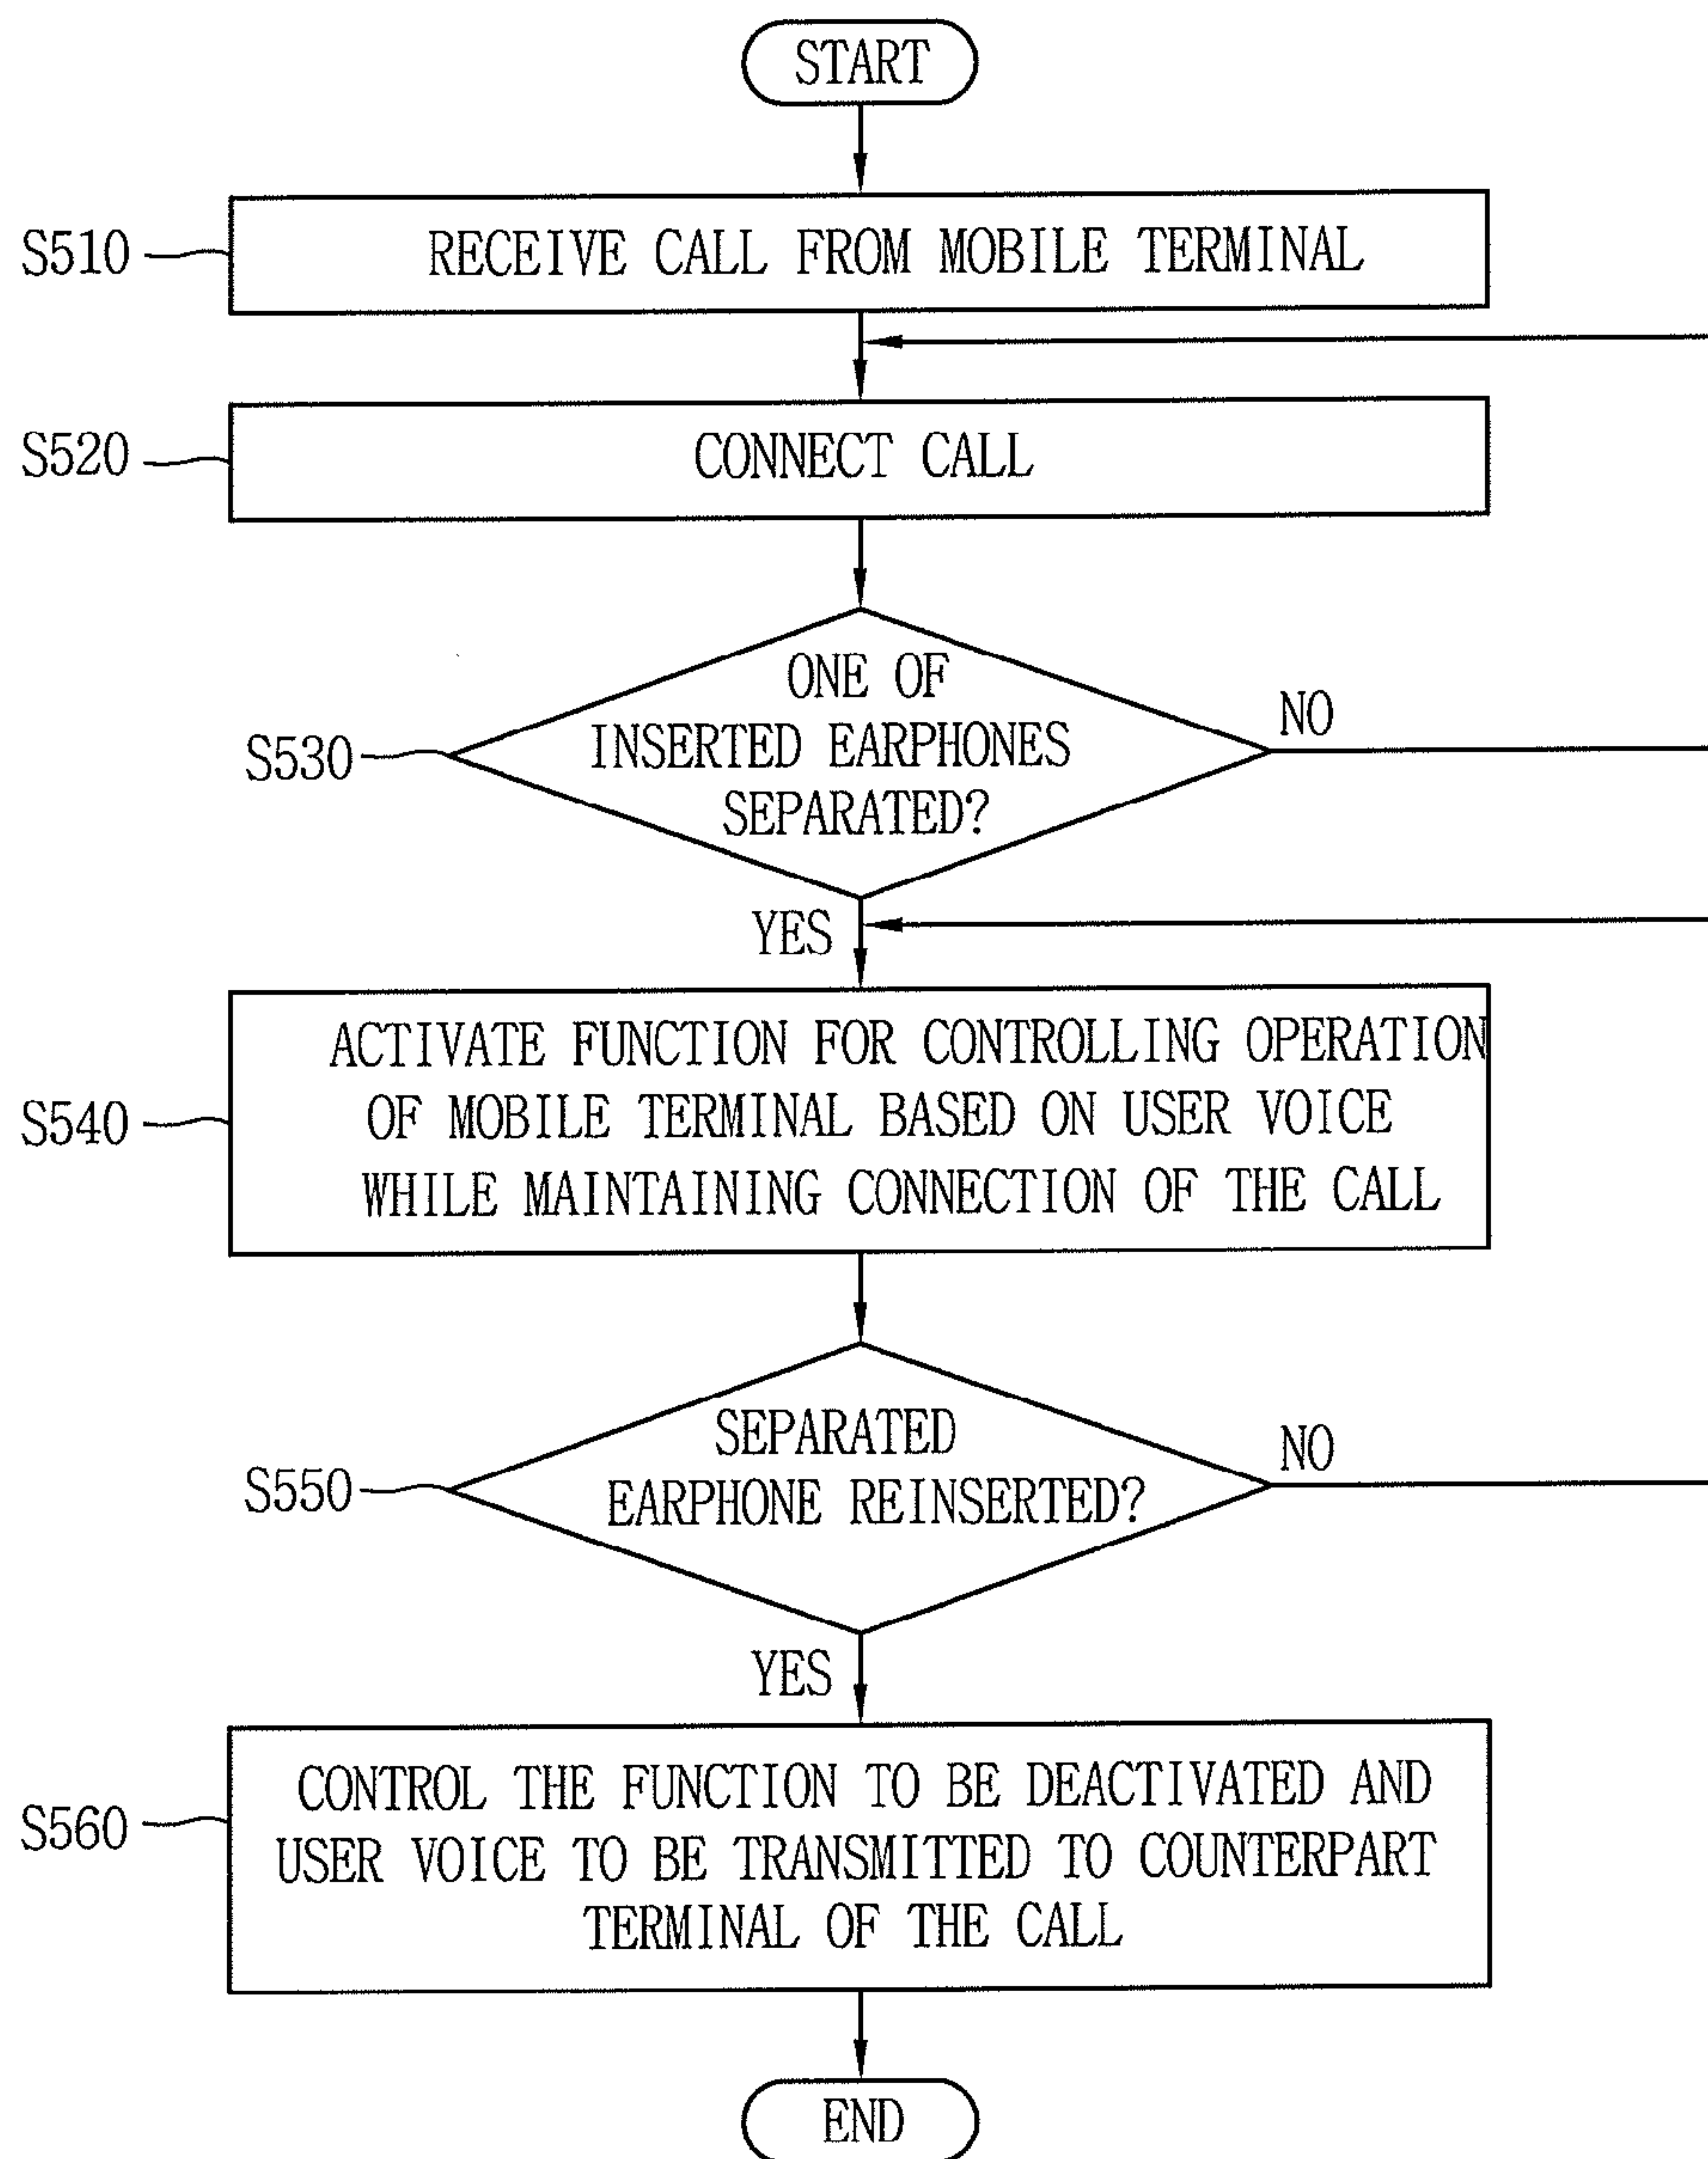 START
S510
RECEIVE CALL FROM MOBILE TERMINAL
S520
CONNECT CALL
S530
ONE OF
INSERTED EARPHONES
SEPARATED?
NO
YES
S540
ACTIVATE FUNCTION FOR CONTROLLING OPERATION
OF MOBILE TERMINAL BASED ON USER VOICE
WHILE MAINTAINING CONNECTION OF THE CALL
S550
SEPARATED
EARPHONE REINSERTED?
NO
YES
S560
CONTROL THE FUNCTION TO BE DEACTIVATED AND
USER VOICE TO BE TRANSMITTED TO COUNTERPART
TERMINAL OF THE CALL
END